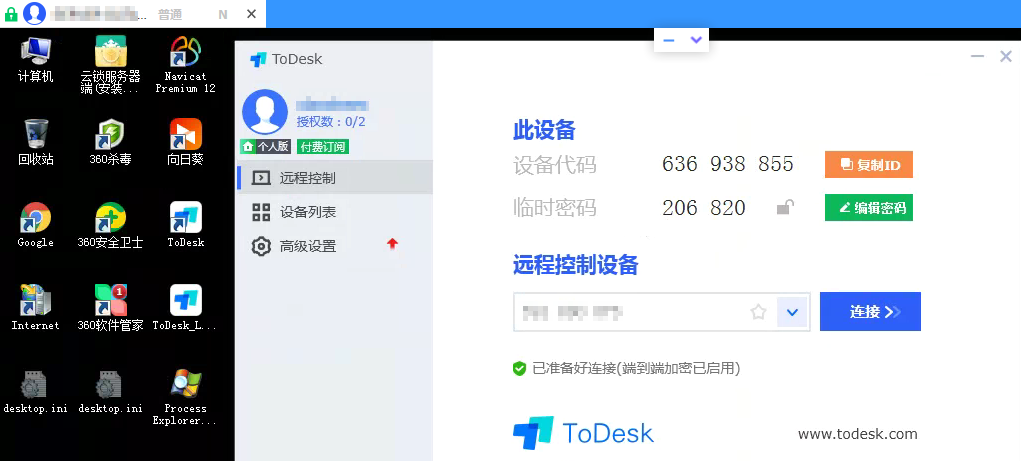 普通
N
ToDesk
授权数：0/2
个人版 付费订阅
远程控制
设备列表
高级设置
计算机
云锁服务器
端(安装...
Navicat
Premium 12
回收站
360杀毒
向日葵
Google
360安全卫士
ToDesk
Internet
1
360软件管家
ToDesk_L...
desktop.ini
desktop.ini
Process
Explorer...
此设备
设备代码 636 938 855 复制ID
临时密码 206 820 编辑密码
远程控制设备
连接
已准备好连接(端到端加密已启用)
ToDesk
www.todesk.com